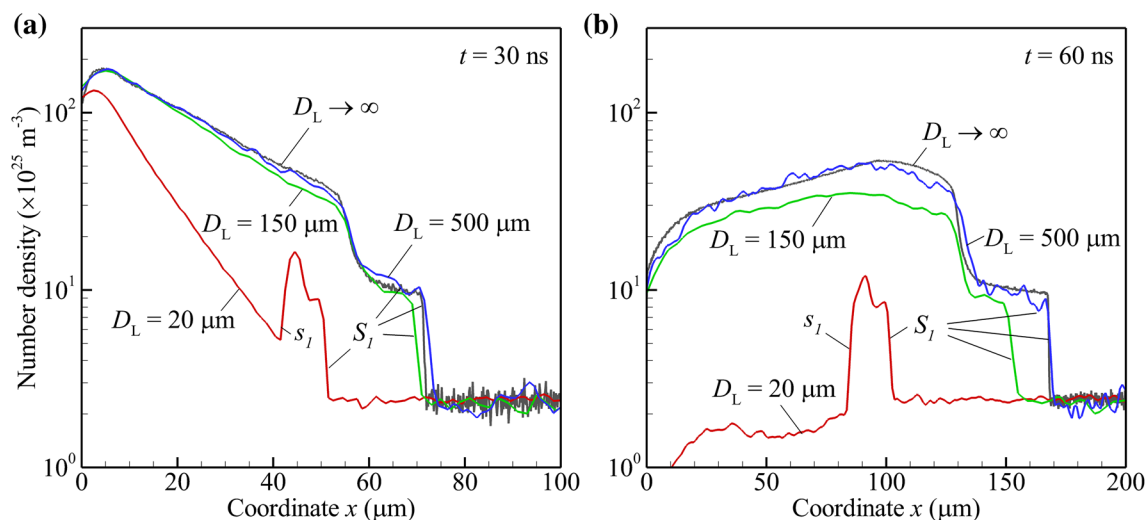 (a)
t = 30 ns
D_L → ∞
D_L = 150 μm
D_L = 500 μm
D_L = 20 μm
s_1
S_1
Number density (×10^25 m^-3)
10^2
10^1
10^0
0 20 40 60 80 100
Coordinate x (μm)
(b)
t = 60 ns
D_L → ∞
D_L = 150 μm
D_L = 500 μm
s_1
S_1
D_L = 20 μm
10^2
10^1
10^0
0 50 100 150 200
Coordinate x (μm)